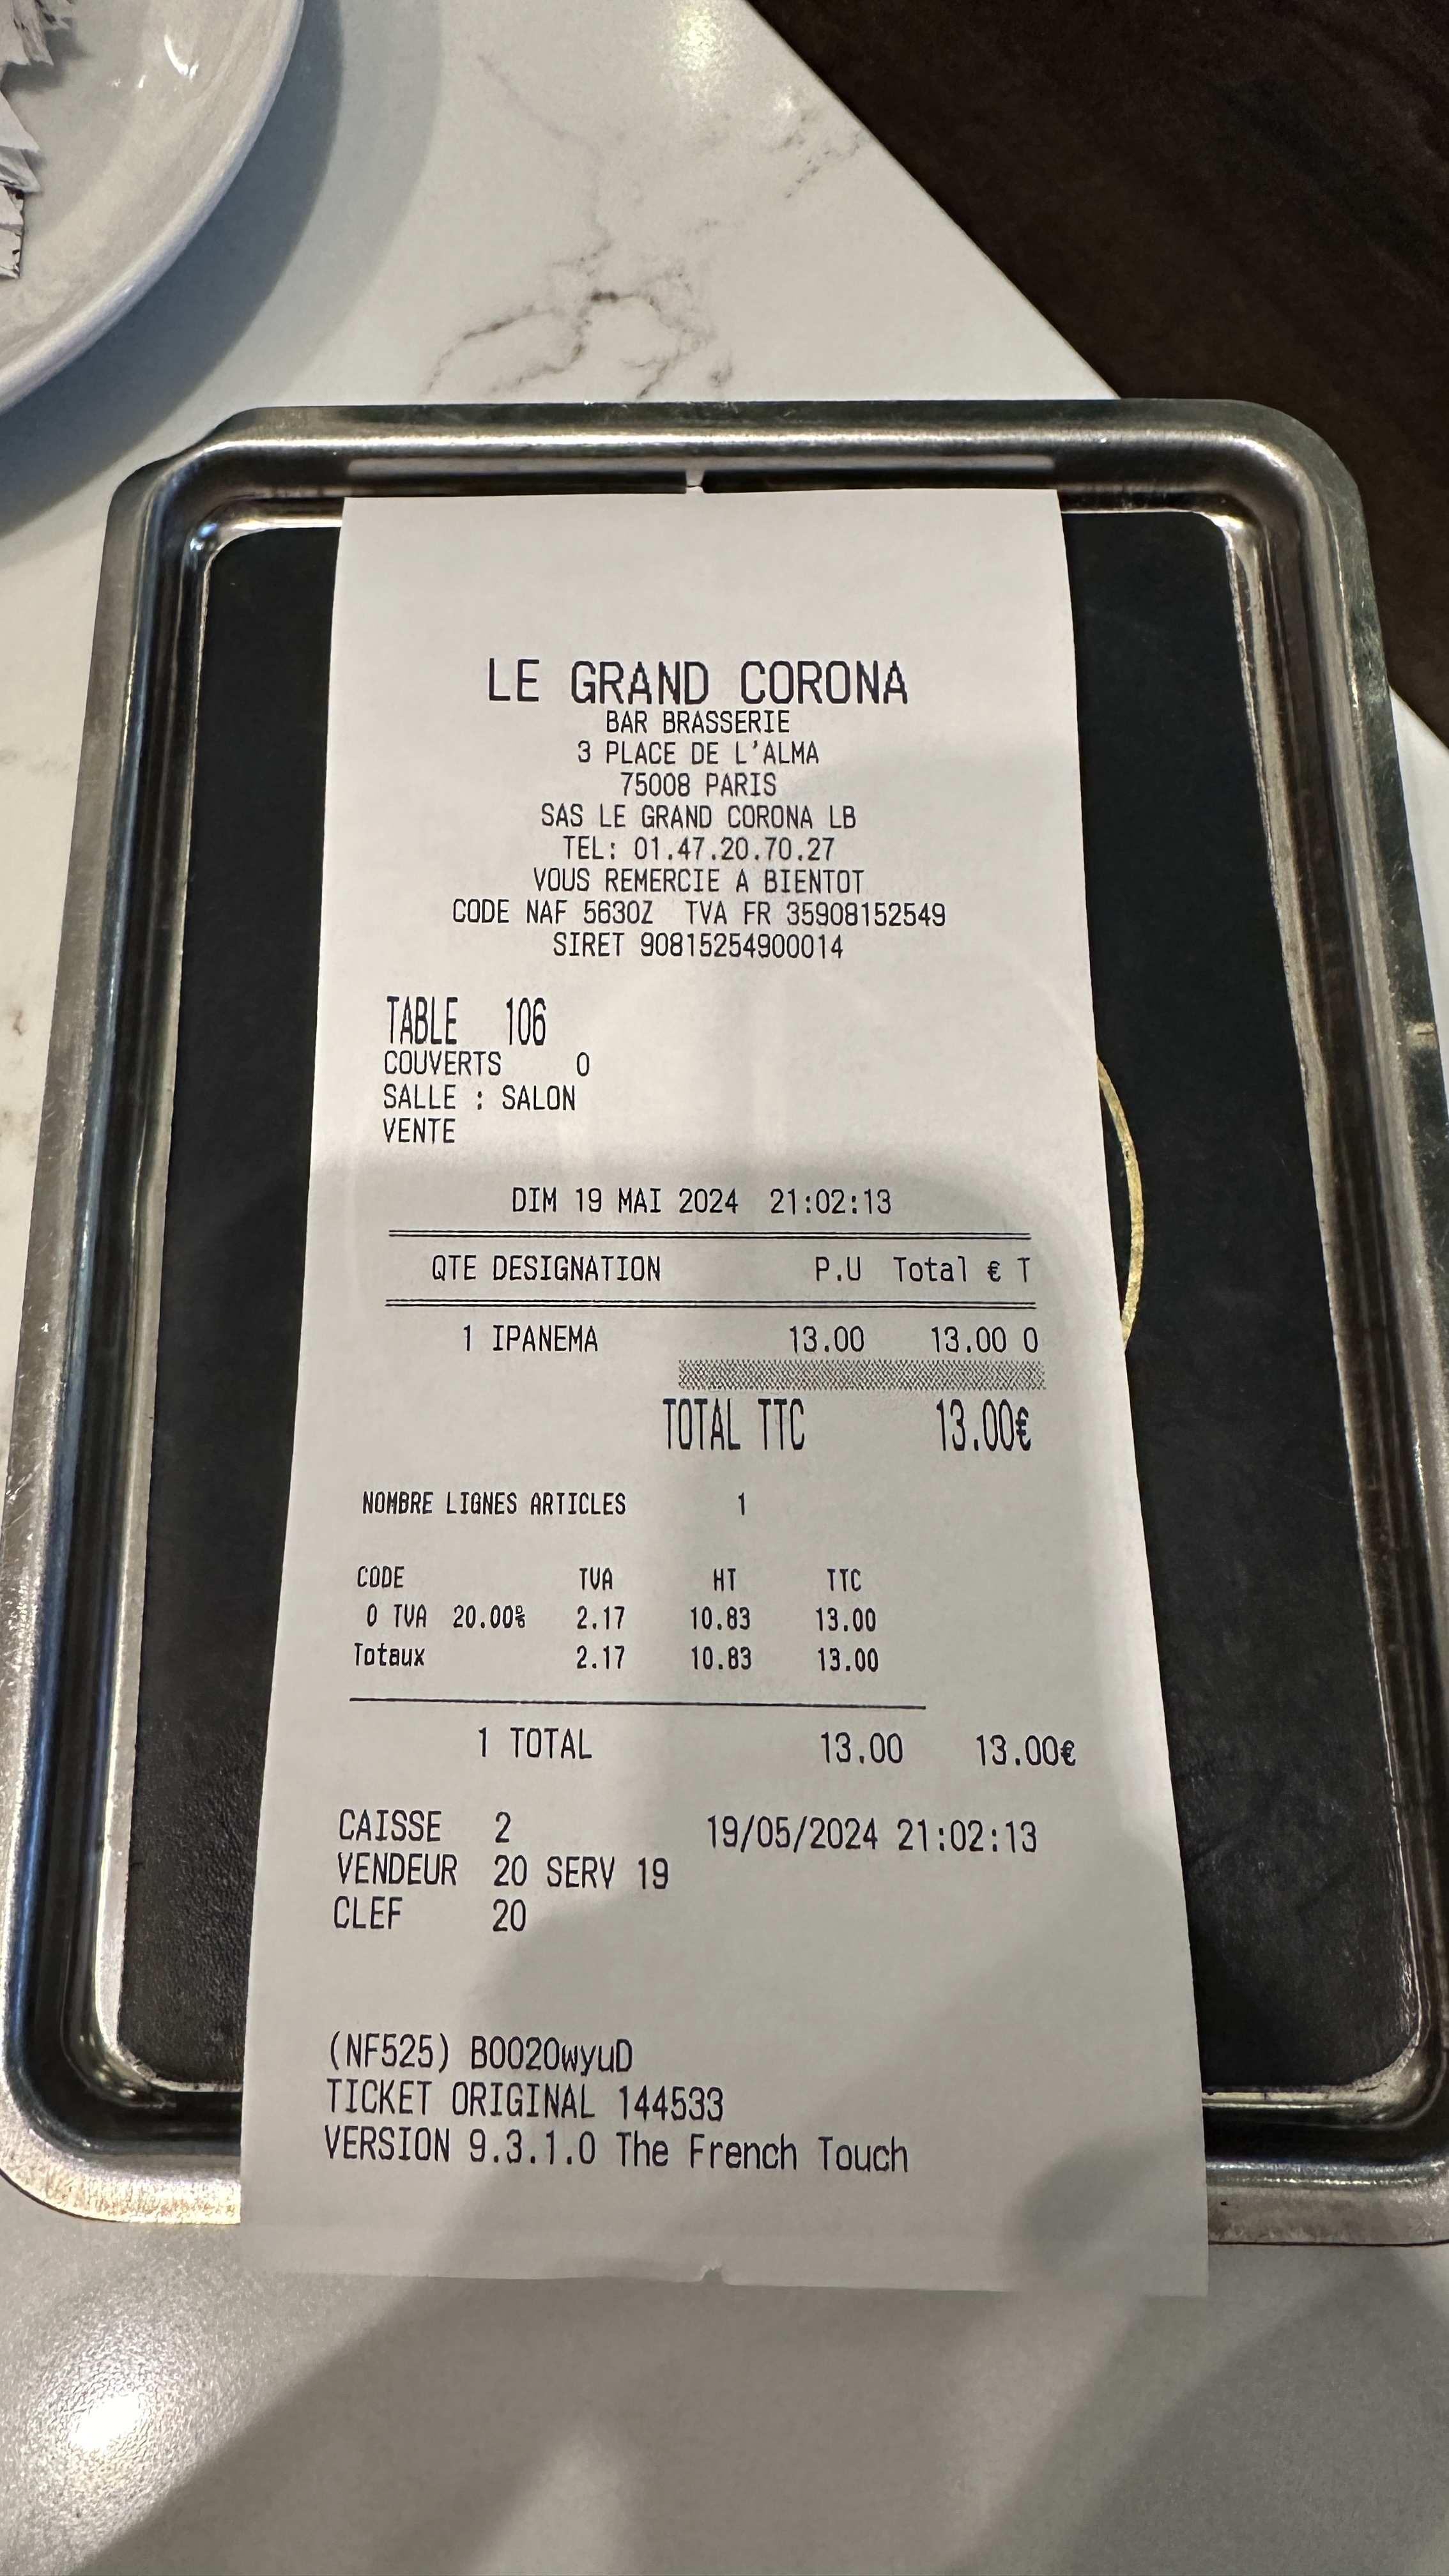 LE GRAND CORONA
BAR BRASSERIE
3 PLACE DE L'ALMA
75008 PARIS
SAS LE GRAND CORONA LB
TEL: 01.47.20.70.27
VOUS REMERCIE A BIENTOT
CODE NAF 5630Z TVA FR 35908152549
SIRET 90815254900014
TABLE 106
COUVERTS 0
SALLE : SALON
VENTE
DIM 19 MAI 2024 21:02:13
QTE DESIGNATION P.U Total € T
1 IPANEMA 13.00 13.00 0
TOTAL TTC 13.00€
NOMBRE LIGNES ARTICLES 1
CODE TVA HT TTC
0 TVA 20.00% 2.17 10.83 13.00
Totaux 2.17 10.83 13.00
1 TOTAL 13.00 13.00€
CAISSE 2 19/05/2024 21:02:13
VENDEUR 20 SERV 19
CLEF 20
(NF525) B0020wyuD
TICKET ORIGINAL 144533
VERSION 9.3.1.0 The French Touch